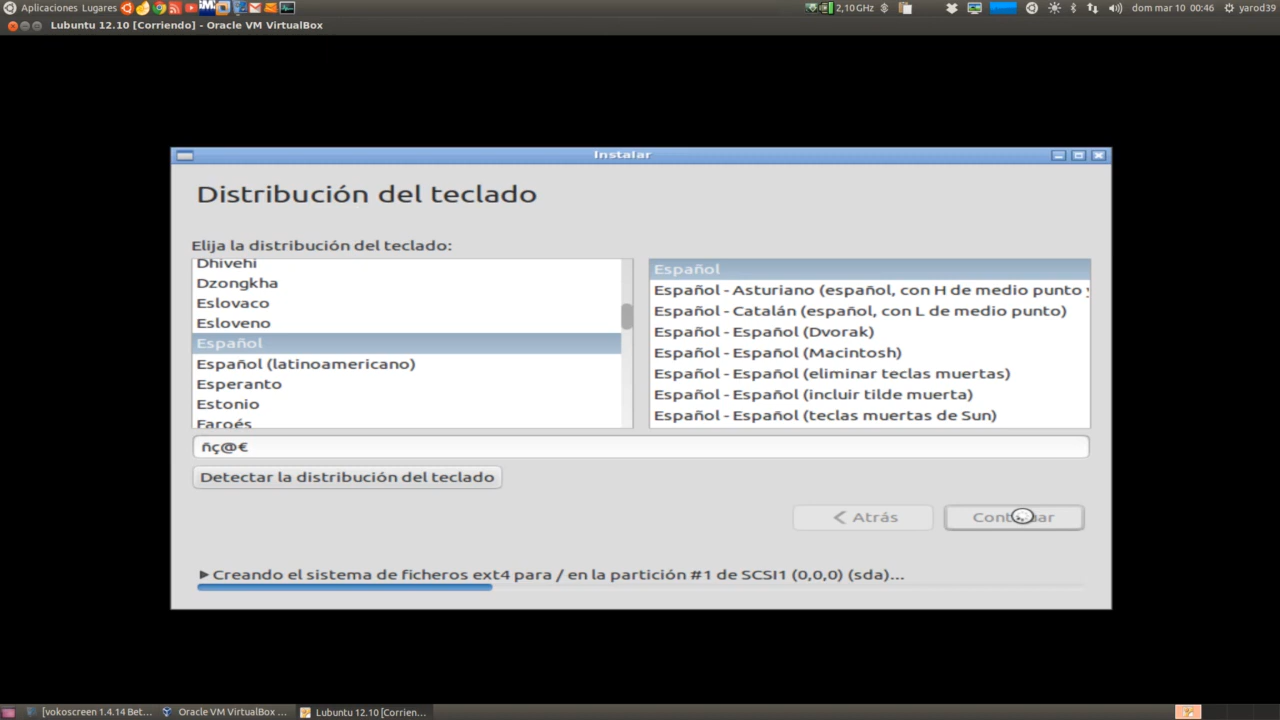 Aplicaciones Lugares
2,10GHz
dom mar 10 00:46
yarod39
Lubuntu 12.10 [Corriendo] - Oracle VM VirtualBox
Instalar
Distribución del teclado
Elija la distribución del teclado:
Dhivehi
Dzongkha
Eslovaco
Esloveno
Español
Español (latinoamericano)
Esperanto
Estonio
Faroés
Español
Español - Asturiano (español, con H de medio punto y
Español - Catalán (español, con L de medio punto)
Español - Español (Dvorak)
Español - Español (Macintosh)
Español - Español (eliminar teclas muertas)
Español - Español (incluir tilde muerta)
Español - Español (teclas muertas de Sun)
ñç@€
Detectar la distribución del teclado
< Atrás
Continuar
Creando el sistema de ficheros ext4 para / en la partición #1 de SCSI1 (0,0,0) (sda)...
[vokoscreen 1.4.14 Bet...
Oracle VM VirtualBox ...
Lubuntu 12.10 [Corrien...